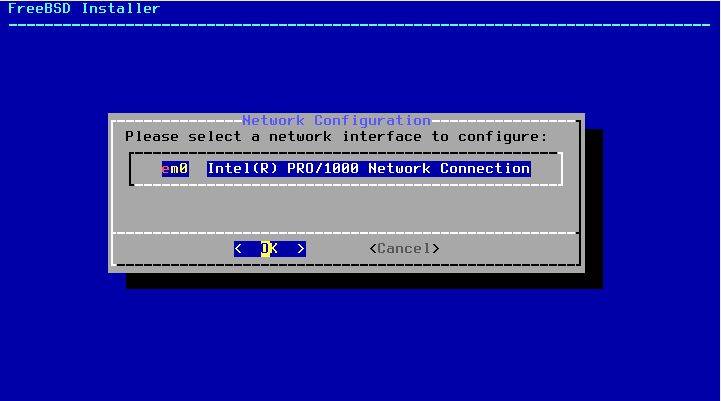 FreeBSD Installer
Network Configuration
Please select a network interface to configure:
em0 Intel(R) PRO/1000 Network Connection
< OK > <Cancel>